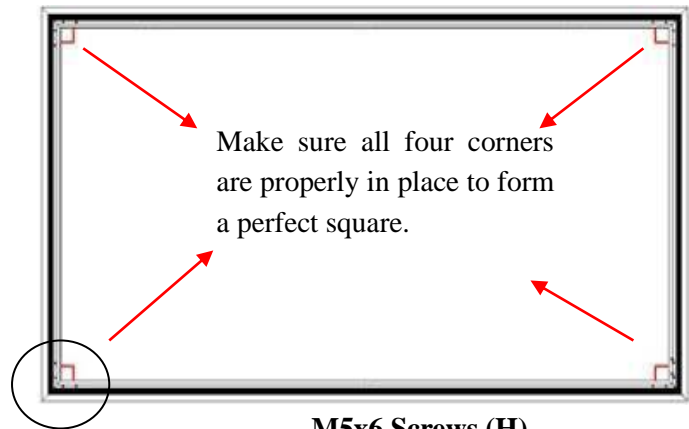 Make sure all four corners
are properly in place to form
a perfect square.
M5x6 Screws (H)